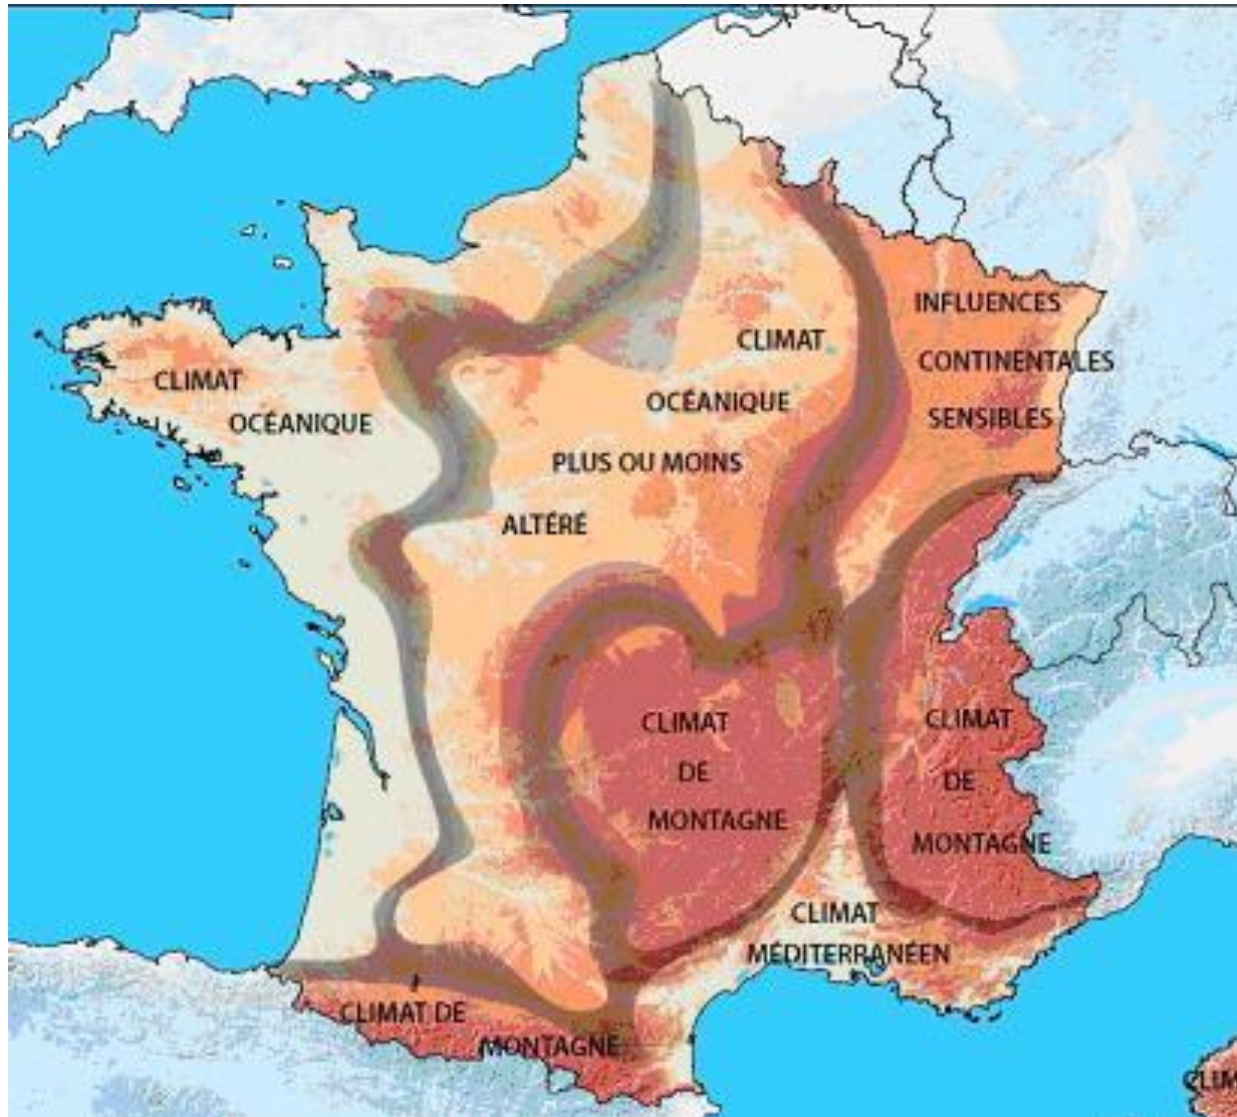 INFLUENCES
CONTINENTALES
SENSIBLES
CLIMAT
OCÉANIQUE
PLUS OU MOINS
ALTÉRÉ
CLIMAT
OCÉANIQUE
CLIMAT
DE
MONTAGNE
CLIMAT
DE
MONTAGNE
CLIMAT
MÉDITERRANÉEN
CLIMAT DE
MONTAGNE